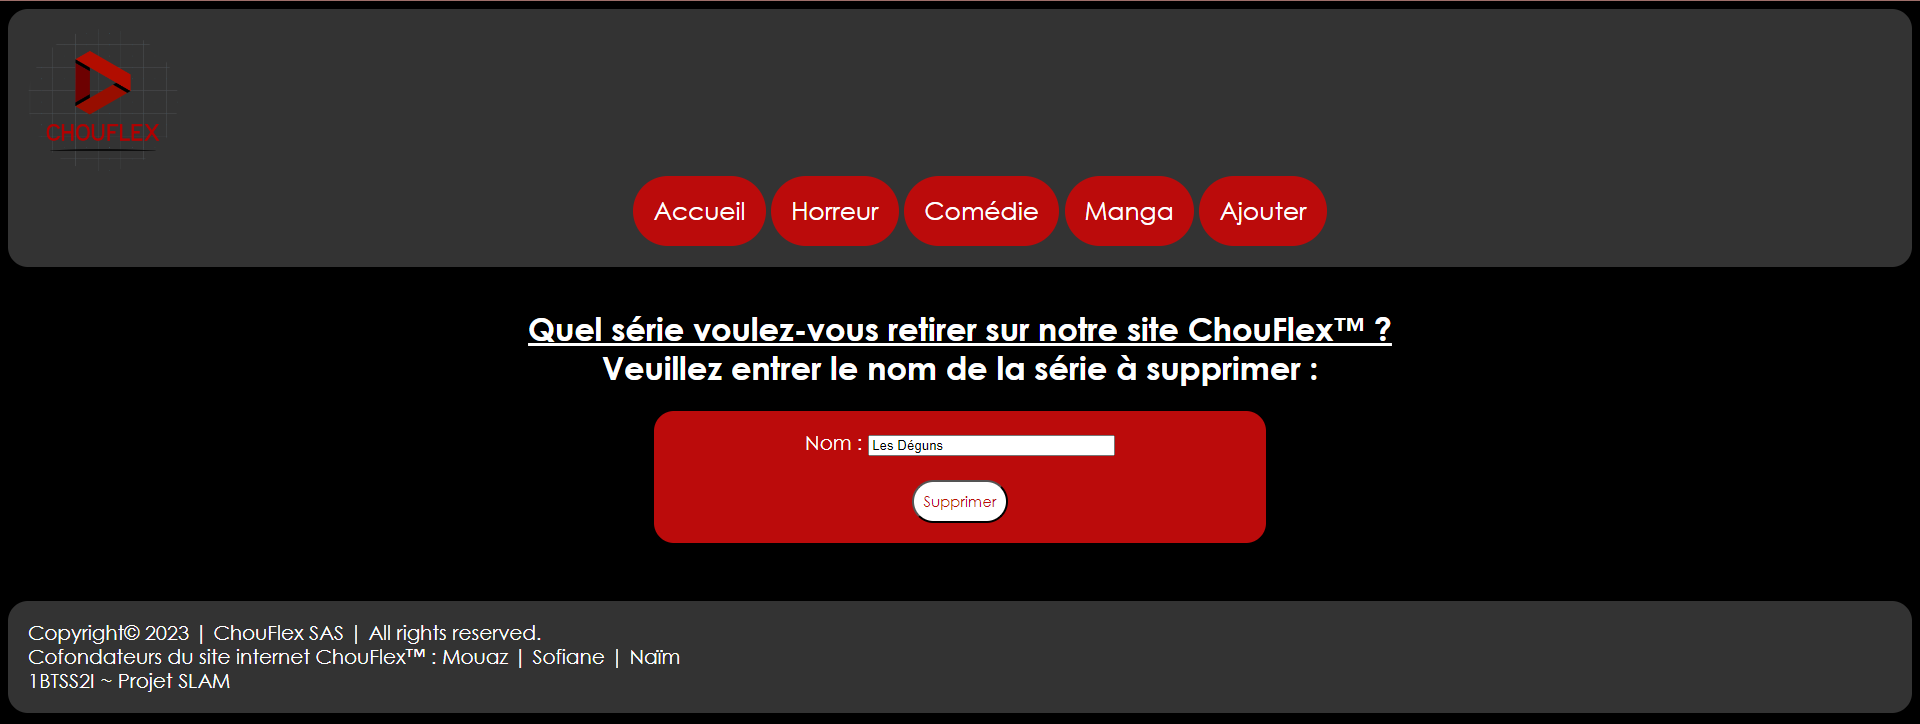 CHOUFLEX
Accueil Horreur Comédie Manga Ajouter
Quel série voulez-vous retirer sur notre site ChouFlex™ ?
Veuillez entrer le nom de la série à supprimer :
Nom : Les Déguns
Supprimer
Copyright© 2023 | ChouFlex SAS | All rights reserved.
Cofondateurs du site internet ChouFlex™ : Mouaz | Sofiane | Naïm
1BTSS2I ~ Projet SLAM